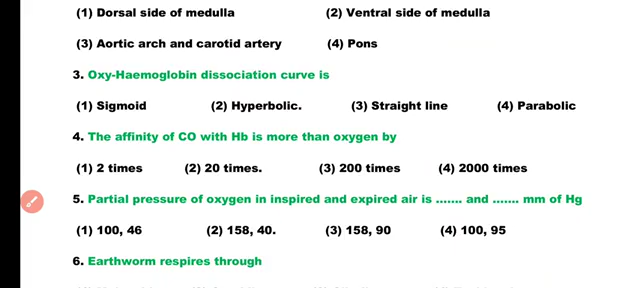 (1) Dorsal side of medulla (2) Ventral side of medulla
(3) Aortic arch and carotid artery (4) Pons
3. Oxy-Haemoglobin dissociation curve is
(1) Sigmoid (2) Hyperbolic. (3) Straight line (4) Parabolic
4. The affinity of CO with Hb is more than oxygen by
(1) 2 times (2) 20 times. (3) 200 times (4) 2000 times
5. Partial pressure of oxygen in inspired and expired air is ....... and ....... mm of Hg
(1) 100, 46 (2) 158, 40. (3) 158, 90 (4) 100, 95
6. Earthworm respires through